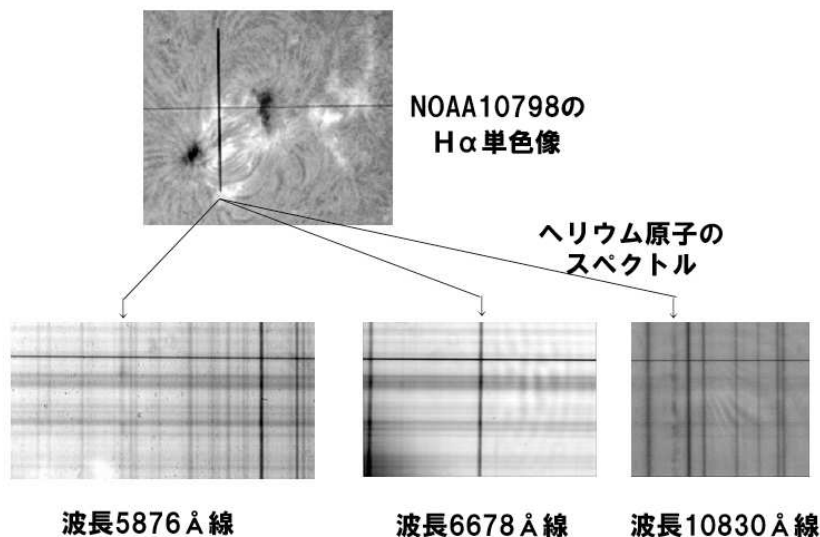 NOAA10798の
Hα単色像
ヘリウム原子の
スペクトル
波長5876Å線
波長6678Å線
波長10830Å線